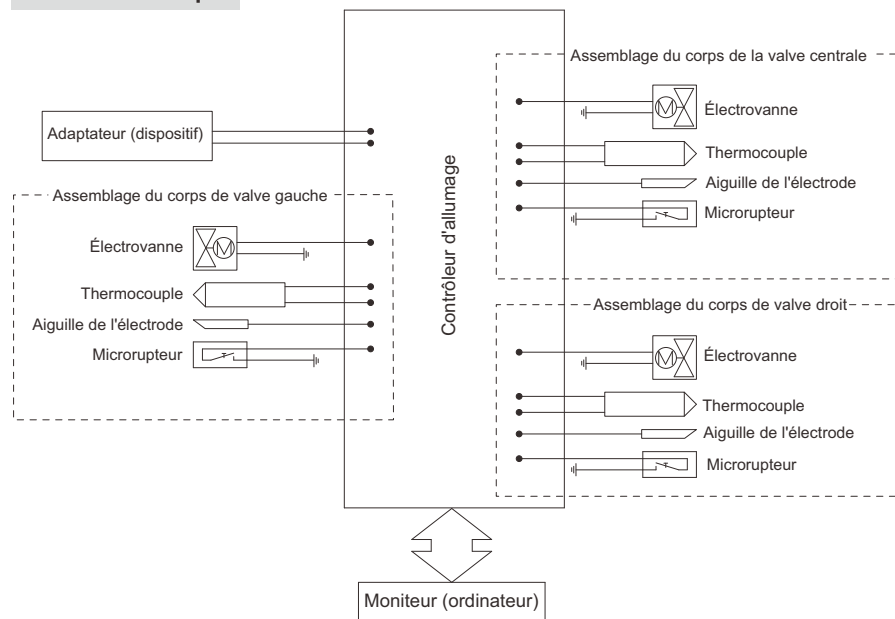 Assemblage du corps de la valve centrale
Électrovanne
Adaptateur (dispositif)
Thermocouple
Aiguille de l'électrode
Microrupteur
Assemblage du corps de valve gauche
Électrovanne
Thermocouple
Aiguille de l'électrode
Microrupteur
Contrôleur d'allumage
Assemblage du corps de valve droit
Électrovanne
Thermocouple
Aiguille de l'électrode
Microrupteur
Moniteur (ordinateur)